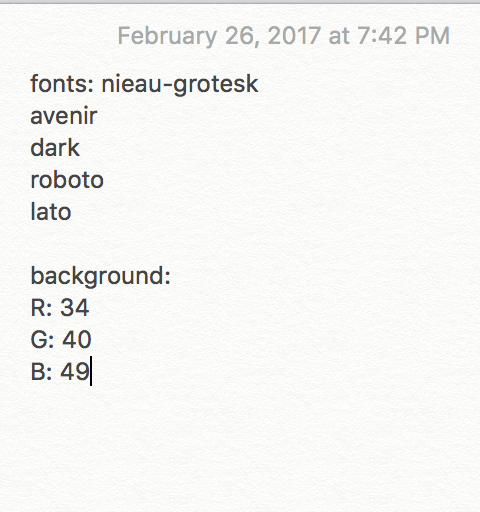 February 26, 2017 at 7:42 PM
fonts: nieau-grotesk
avenir
dark
roboto
lato
background:
R: 34
G: 40
B: 49